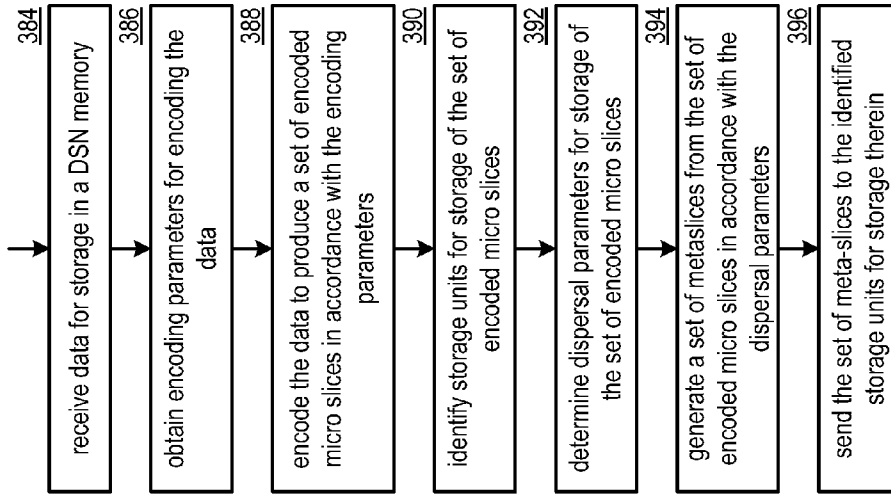 384
receive data for storage in a DSN memory
386
obtain encoding parameters for encoding the
data
388
encode the data to produce a set of encoded
micro slices in accordance with the encoding
parameters
390
identify storage units for storage of the set of
encoded micro slices
392
determine dispersal parameters for storage of
the set of encoded micro slices
394
generate a set of metaslices from the set of
encoded micro slices in accordance with the
dispersal parameters
396
send the set of meta-slices to the identified
storage units for storage therein